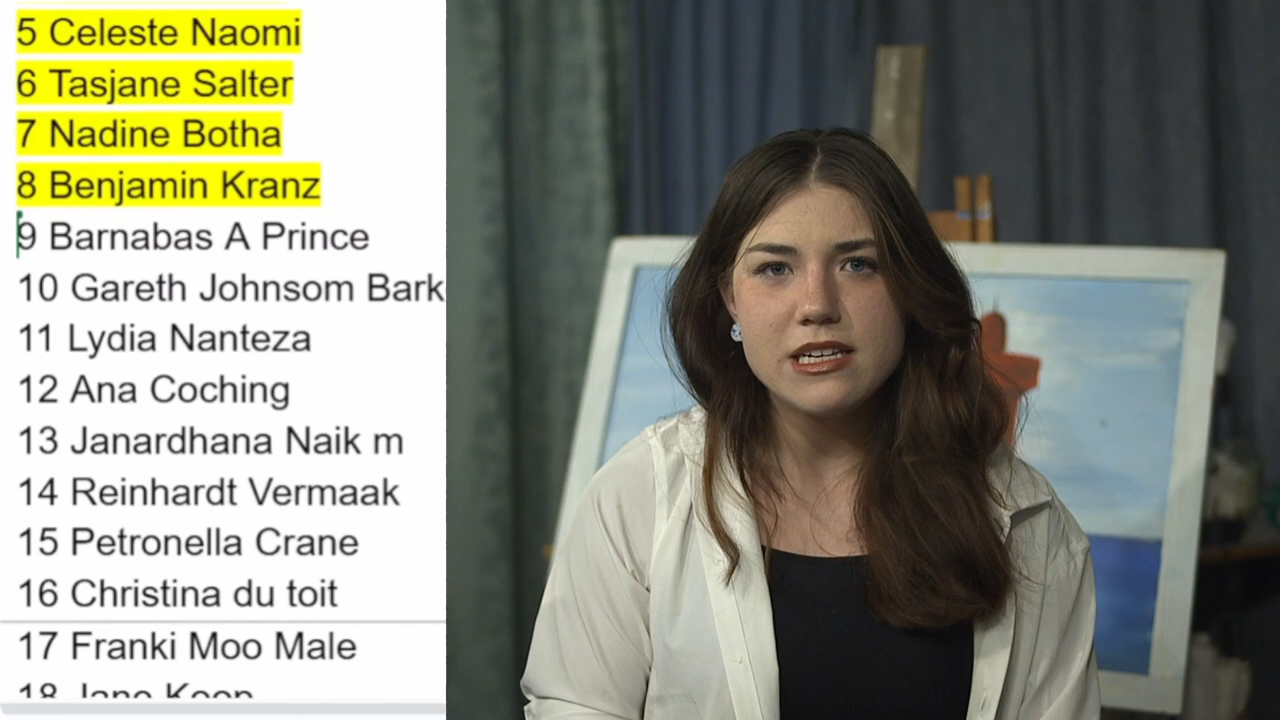 5 Celeste Naomi
6 Tasjane Salter
7 Nadine Botha
8 Benjamin Kranz
9 Barnabas A Prince
10 Gareth Johnsom Bark
11 Lydia Nanteza
12 Ana Coching
13 Janardhana Naik m
14 Reinhardt Vermaak
15 Petronella Crane
16 Christina du toit
17 Franki Moo Male
18